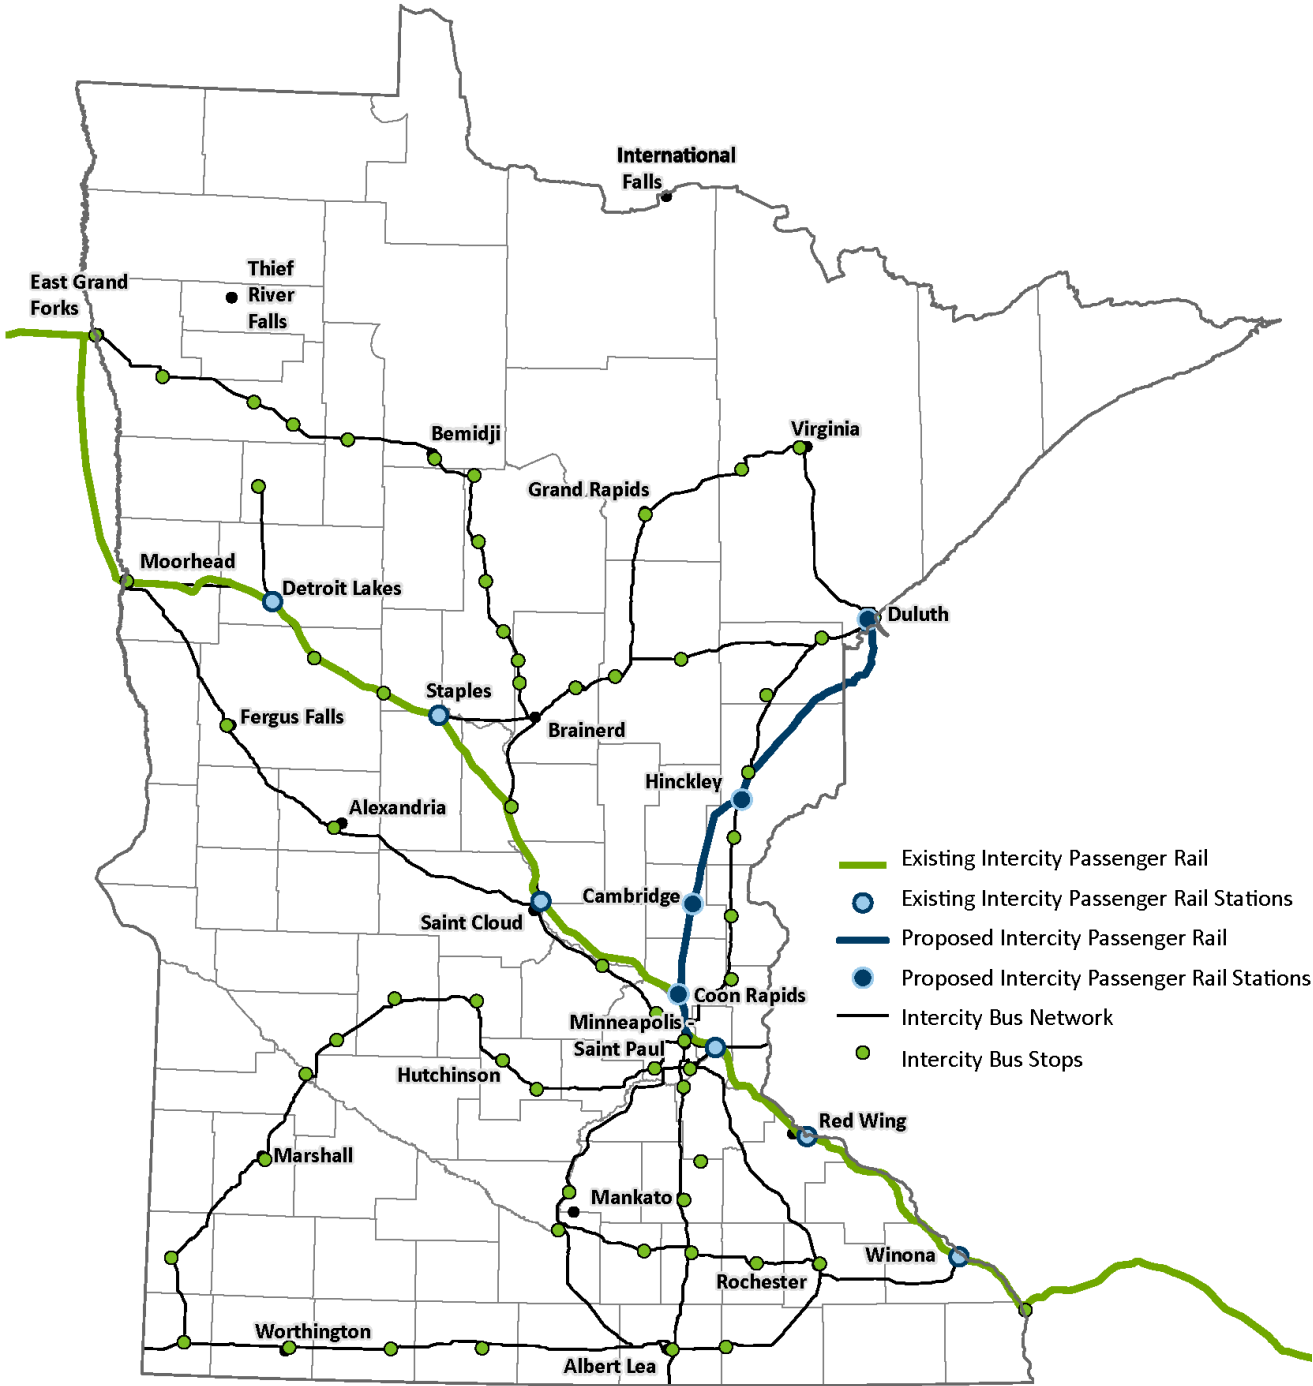 International
Falls
Thief
River
Falls
East Grand
Forks
Bemidji
Virginia
Grand Rapids
Moorhead
Detroit Lakes
Duluth
Staples
Fergus Falls
Brainerd
Hinckley
Alexandria
Cambridge
Saint Cloud
Coon Rapids
Minneapolis-
Saint Paul
Hutchinson
Red Wing
Marshall
Mankato
Winona
Rochester
Worthington
Albert Lea
Existing Intercity Passenger Rail
Existing Intercity Passenger Rail Stations
Proposed Intercity Passenger Rail
Proposed Intercity Passenger Rail Stations
Intercity Bus Network
Intercity Bus Stops